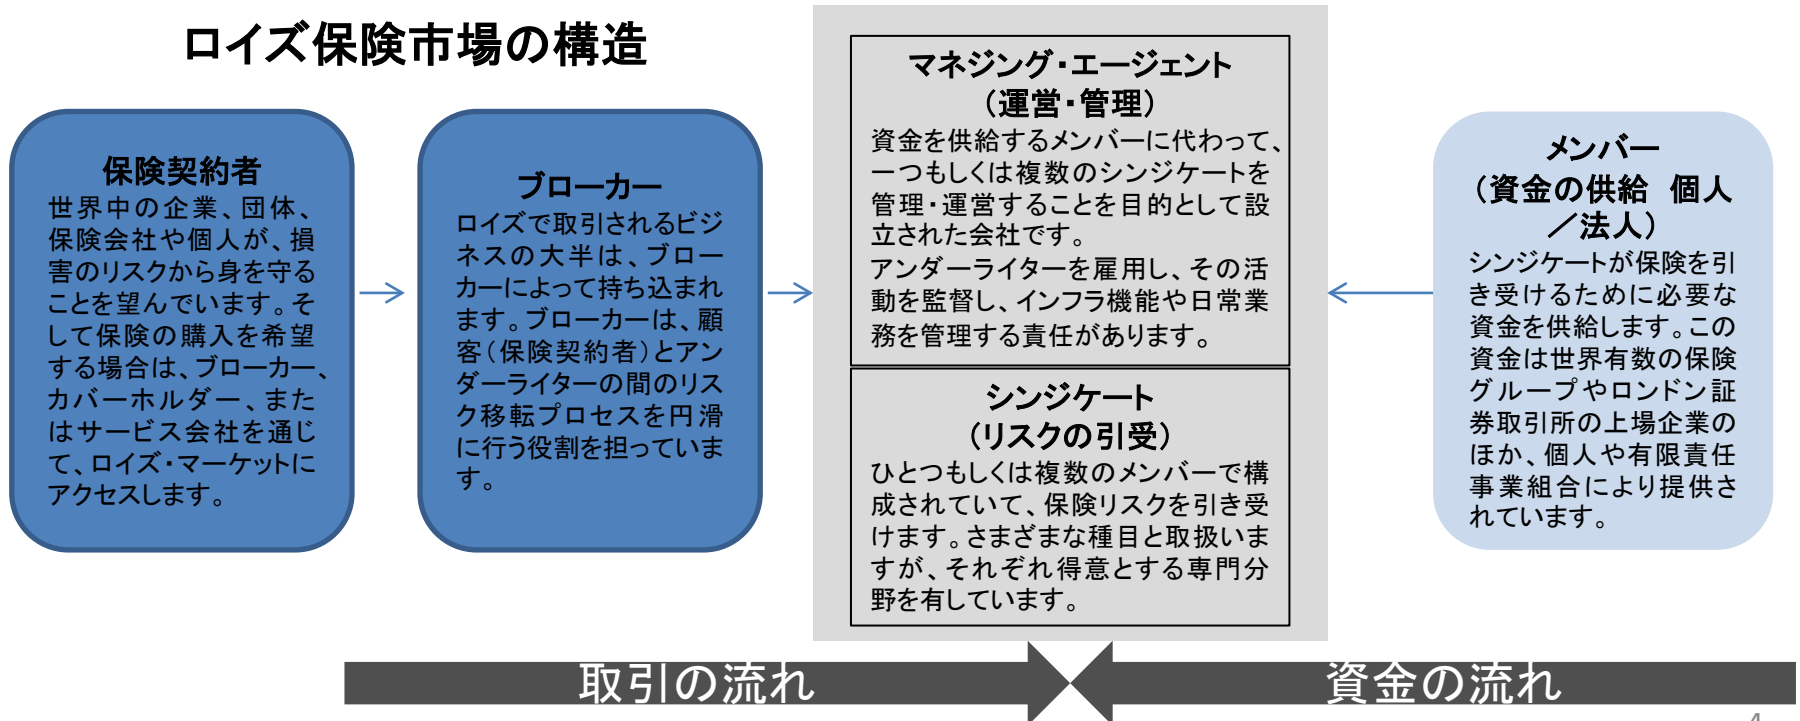 ロイズ保険市場の構造
保険契約者
世界中の企業、団体、
保険会社や個人が、損
害のリスクから身を守る
ことを望んでいます。そ
して保険の購入を希望
する場合は、ブローカー、
カバーホルダー、また
はサービス会社を通じ
て、ロイズ・マーケットに
アクセスします。
ブローカー
ロイズで取引されるビジ
ネスの大半は、ブロー
カーによって持ち込まれ
ます。ブローカーは、顧
客（保険契約者）とアン
ダーライターの間のリス
ク移転プロセスを円滑
に行う役割を担っていま
す。
マネジング・エージェント
（運営・管理）
資金を供給するメンバーに代わって、
一つもしくは複数のシンジケートを
管理・運営することを目的として設
立された会社です。
アンダーライターを雇用し、その活
動を監督し、インフラ機能や日常業
務を管理する責任があります。
シンジケート
（リスクの引受）
ひとつもしくは複数のメンバーで構
成されていて、保険リスクを引き受
けます。さまざまな種目と取扱いま
すが、それぞれ得意とする専門分
野を有しています。
メンバー
（資金の供給　個人
／法人）
シンジケートが保険を引
き受けるために必要な
資金を供給します。この
資金は世界有数の保険
グループやロンドン証
券取引所の上場企業の
ほか、個人や有限責任
事業組合により提供さ
れています。
取引の流れ
資金の流れ